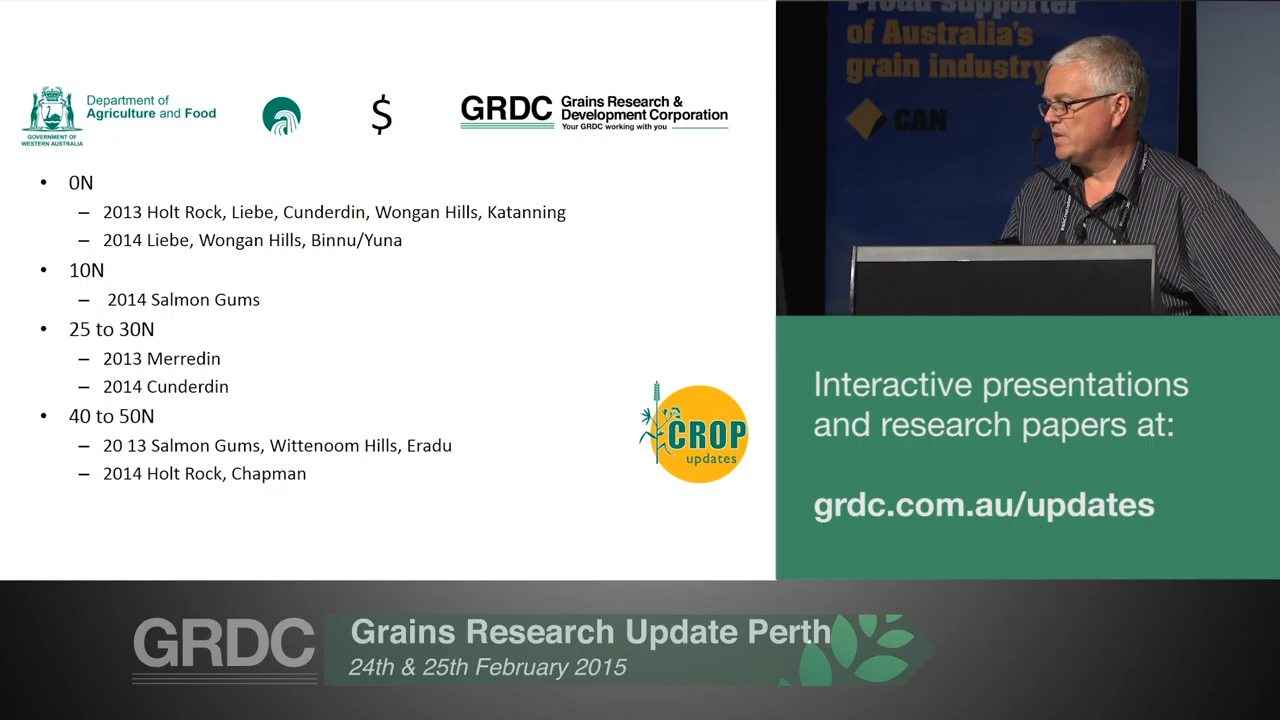 Department of
Agriculture and Food
GOVERNMENT OF
WESTERN AUSTRALIA
$
GRDC
Grains Research &
Development Corporation
Your GRDC working with you
• 0N
– 2013 Holt Rock, Liebe, Cunderdin, Wongan Hills, Katanning
– 2014 Liebe, Wongan Hills, Binnu/Yuna
• 10N
– 2014 Salmon Gums
• 25 to 30N
– 2013 Merredin
– 2014 Cunderdin
• 40 to 50N
– 20 13 Salmon Gums, Wittenoom Hills, Eradu
– 2014 Holt Rock, Chapman
CROP
updates
Proud supporter
of Australia's
grain industry
CAN
Interactive presentations
and research papers at:
grdc.com.au/updates
GRDC
Grains Research Update Perth
24th & 25th February 2015